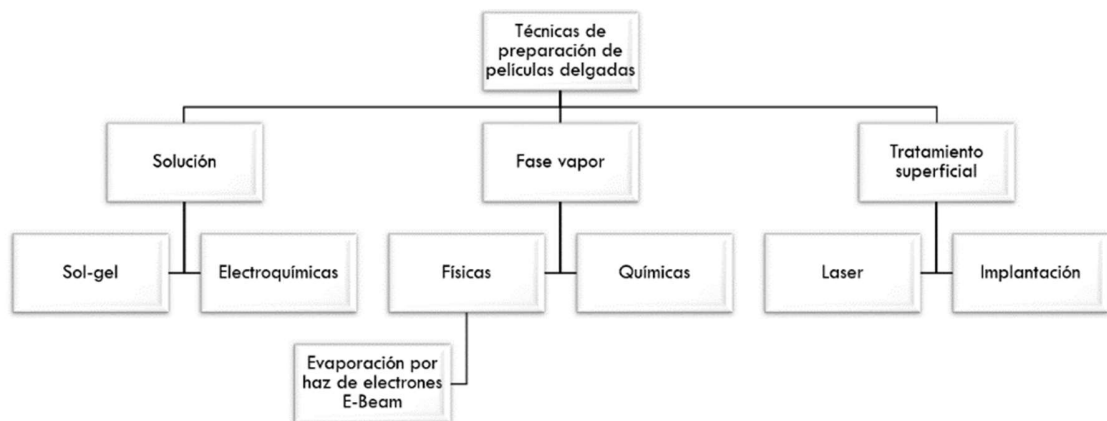 Técnicas de
preparación de
películas delgadas
Solución
Fase vapor
Tratamiento
superficial
Sol-gel
Electroquímicas
Físicas
Químicas
Laser
Implantación
Evaporación por
haz de electrones
E-Beam